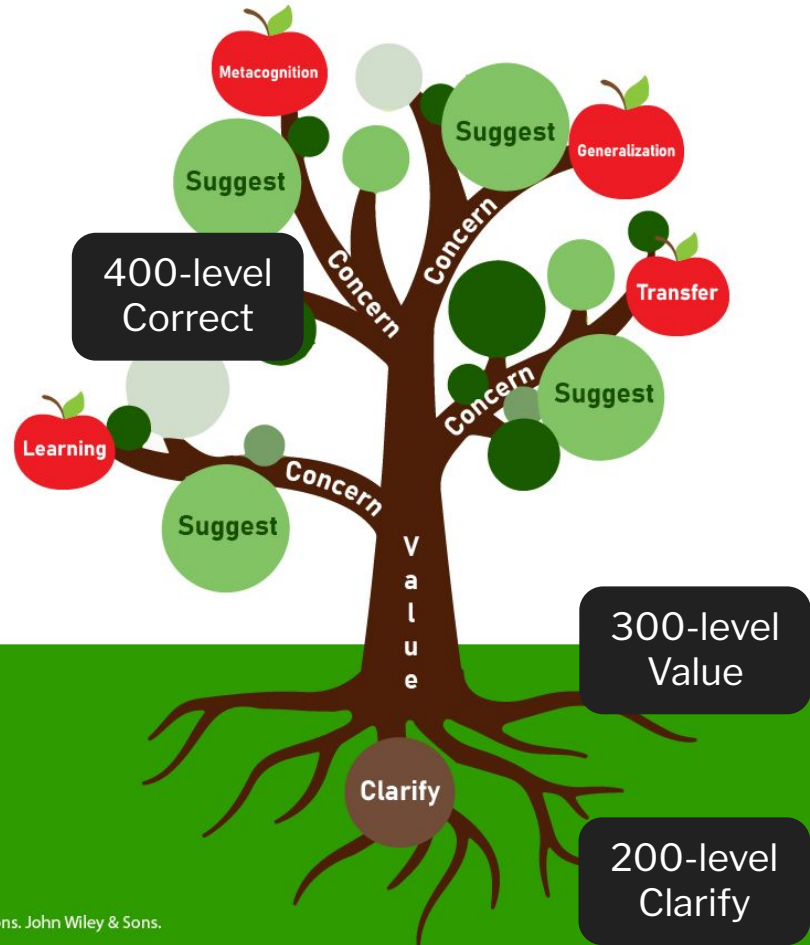 Metacognition
Suggest
Generalization
Suggest
Concern
Concern
400-level
Correct
Transfer
Concern
Suggest
Learning
Concern
Suggest
Value
300-level
Value
Clarify
200-level
Clarify
ons. John Wiley & Sons.